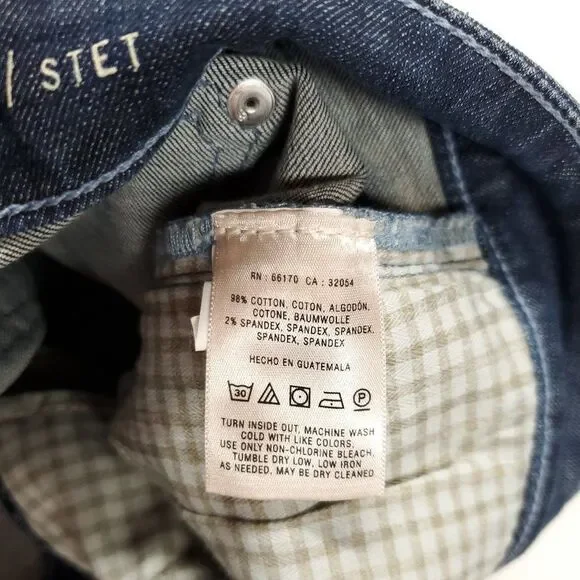 / STET
RN : 66170 CA : 32054
98% COTTON, COTON, ALGODÓN,
COTONE, BAUMWOLLE
2% SPANDEX, SPANDEX, SPANDEX,
SPANDEX, SPANDEX
HECHO EN GUATEMALA
30 P
TURN INSIDE OUT, MACHINE WASH
COLD WITH LIKE COLORS,
USE ONLY NON-CHLORINE BLEACH,
TUMBLE DRY LOW, LOW IRON
AS NEEDED. MAY BE DRY CLEANED